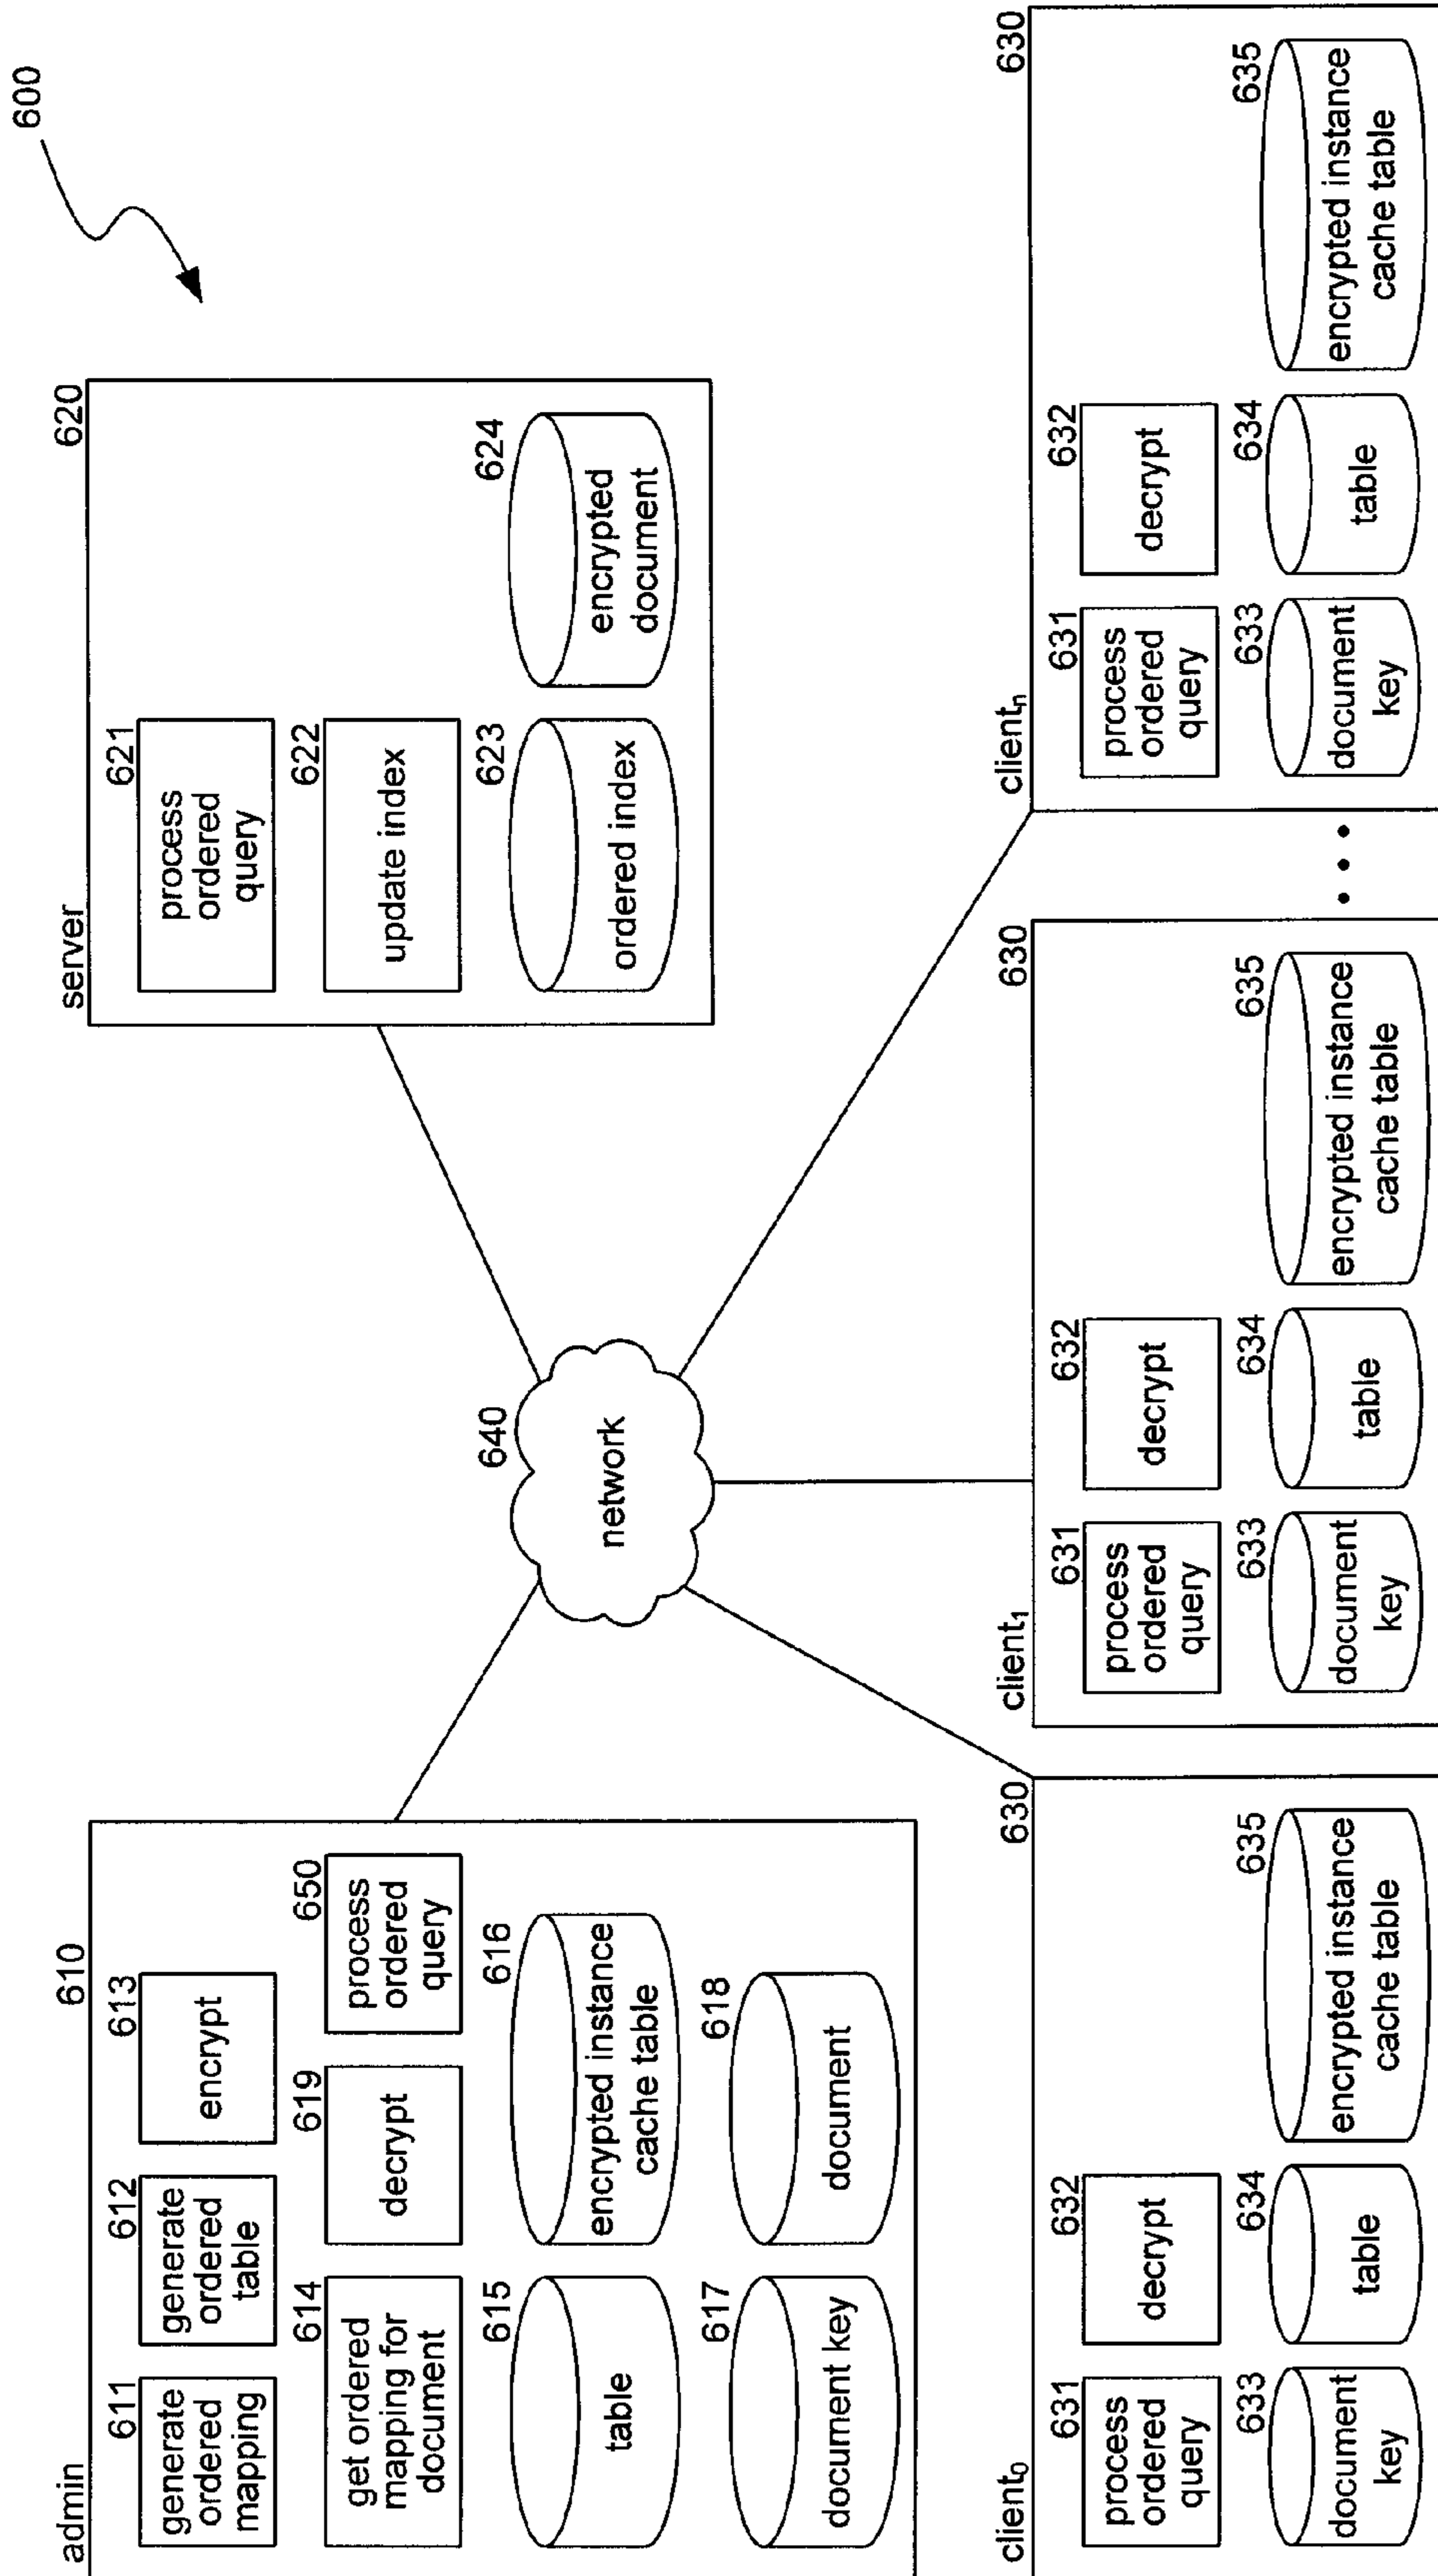 600
admin
610
611
generate
ordered
mapping
612
generate
ordered
table
613
encrypt
614
get ordered
mapping for
document
619
decrypt
650
process
ordered
query
615
table
616
encrypted instance
cache table
617
document key
618
document
server
620
621
process
ordered
query
622
update index
623
ordered index
624
encrypted
document
640
network
client₀
630
631
process
ordered
query
632
decrypt
633
document
key
634
table
635
encrypted instance
cache table
client₁
630
631
process
ordered
query
632
decrypt
633
document
key
634
table
635
encrypted instance
cache table
• • •
clientₙ
630
631
process
ordered
query
632
decrypt
633
document
key
634
table
635
encrypted instance
cache table